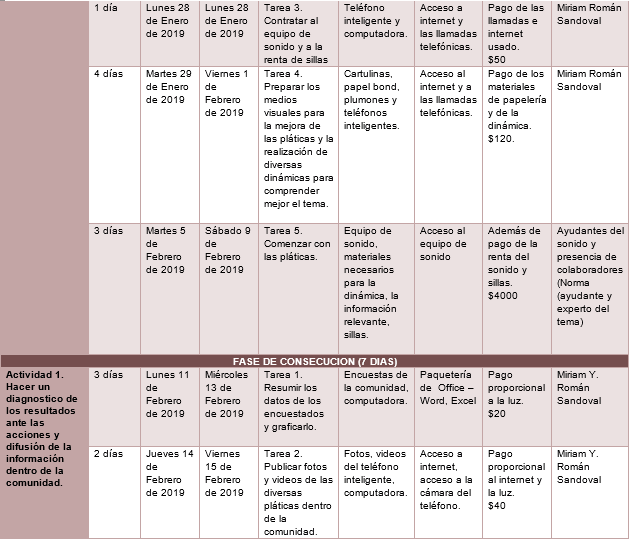 1 día
Lunes 28
de Enero
de 2019
Lunes 28
de Enero
de 2019
Tarea 3.
Contratar al
equipo de
sonido y a la
renta de sillas
Teléfono
inteligente y
computadora.
Acceso a
internet y
las llamadas
telefónicas.
Pago de las
llamadas e
internet
usado.
$50
Miriam Román
Sandoval
4 días
Martes 29
de Enero
de 2019
Viernes 1
de
Febrero
de 2019
Tarea 4.
Preparar los
medios
visuales para
la mejora de
las pláticas y la
realización de
diversas
dinámicas para
comprender
mejor el tema.
Cartulinas,
papel bond,
plumones y
teléfonos
inteligentes.
Acceso al
internet y a
las llamadas
telefónicas.
Pago de los
materiales
de papelería
y de la
dinámica.
$120.
Miriam Román
Sandoval
3 días
Martes 5
de
Febrero
de 2019
Sábado 9
de
Febrero
de 2019
Tarea 5.
Comenzar con
las pláticas.
Equipo de
sonido,
materiales
necesarios
para la
dinámica, la
información
relevante,
sillas.
Acceso al
equipo de
sonido
Además de
pago de la
renta del
sonido y
sillas.
$4000
Ayudantes del
sonido y
presencia de
colaboradores
(Norma
(ayudante y
experto del
tema)
FASE DE CONSECUCION (7 DIAS)
Actividad 1.
Hacer un
diagnostico de
los resultados
ante las
acciones y
difusión de la
información
dentro de la
comunidad.
3 días
Lunes 11
de
Febrero
de 2019
Miércoles
13 de
Febrero
de 2019
Tarea 1.
Resumir los
datos de los
encuestados
y graficarlo.
Encuestas de
la comunidad,
computadora.
Paquetería
de Office –
Word, Excel
Pago
proporcional
a la luz.
$20
Miriam Y.
Román
Sandoval
2 días
Jueves 14
de
Febrero
de 2019
Viernes
15 de
Febrero
de 2019
Tarea 2.
Publicar fotos
y videos de las
diversas
pláticas dentro
de la
comunidad.
Fotos, videos
del teléfono
inteligente,
computadora.
Acceso a
internet,
acceso a la
cámara del
teléfono.
Pago
proporcional
al internet y
la luz.
$40
Miriam Y.
Román
Sandoval